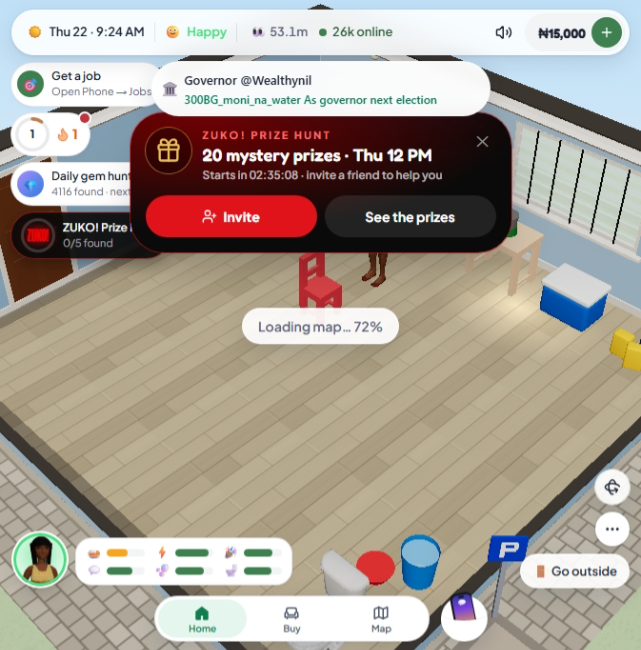 Thu 22 · 9:24 AM
Happy
53.1m
26k online
₦15,000
Get a job
Open Phone → Jobs
Governor @Wealthynil
300BG_moni_na_water As governor next election
1
1
ZUKO! PRIZE HUNT
20 mystery prizes · Thu 12 PM
Starts in 02:35:08 · invite a friend to help you
Invite
See the prizes
Daily gem hunt
4116 found · next
ZUKO!
ZUKO! Prize
0/5 found
Loading map… 72%
P
Go outside
Home
Buy
Map